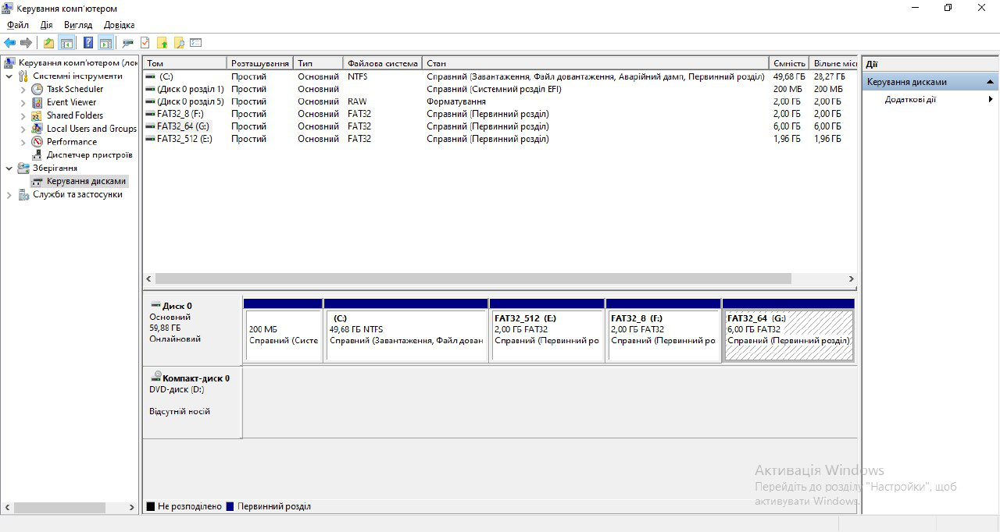 Керування комп'ютером
Файл Дія Вигляд Довідка
Керування комп'ютером (лок
Системні інструменти
Task Scheduler
Event Viewer
Shared Folders
Local Users and Groups
Performance
Диспетчер пристроїв
Зберігання
Керування дисками
Служби та застосунки
Том Розташування Тип Файлова система Стан Ємність Вільне міс
(C:) Простий Основний NTFS Справний (Завантаження, Файл довантаження, Аварійний дамп, Первинний розділ) 49,68 ГБ 28,27 ГБ
(Диск 0 розділ 1) Простий Основний Справний (Системний розділ EFI) 200 МБ 200 МБ
(Диск 0 розділ 5) Простий Основний RAW Форматування 2,00 ГБ 2,00 ГБ
FAT32_8 (F:) Простий Основний FAT32 Справний (Первинний розділ) 2,00 ГБ 2,00 ГБ
FAT32_64 (G:) Простий Основний FAT32 Справний (Первинний розділ) 6,00 ГБ 6,00 ГБ
FAT32_512 (E:) Простий Основний FAT32 Справний (Первинний розділ) 1,96 ГБ 1,96 ГБ
Диск 0
Основний
59,88 ГБ
Онлайновий
200 МБ
Справний (Систе
(C:)
49,68 ГБ NTFS
Справний (Завантаження, Файл дован
FAT32_512 (E:)
2,00 ГБ FAT32
Справний (Первинний ро
FAT32_8 (F:)
2,00 ГБ FAT32
Справний (Первинний ро
FAT32_64 (G:)
6,00 ГБ FAT32
Справний (Первинний розділ)
Компакт-диск 0
DVD-диск (D:)
Відсутній носій
Не розподілено Первинний розділ
Дії
Керування дисками
Додаткові дії
Активація Windows
Перейдіть до розділу "Настройки", щоб
активувати Windows.